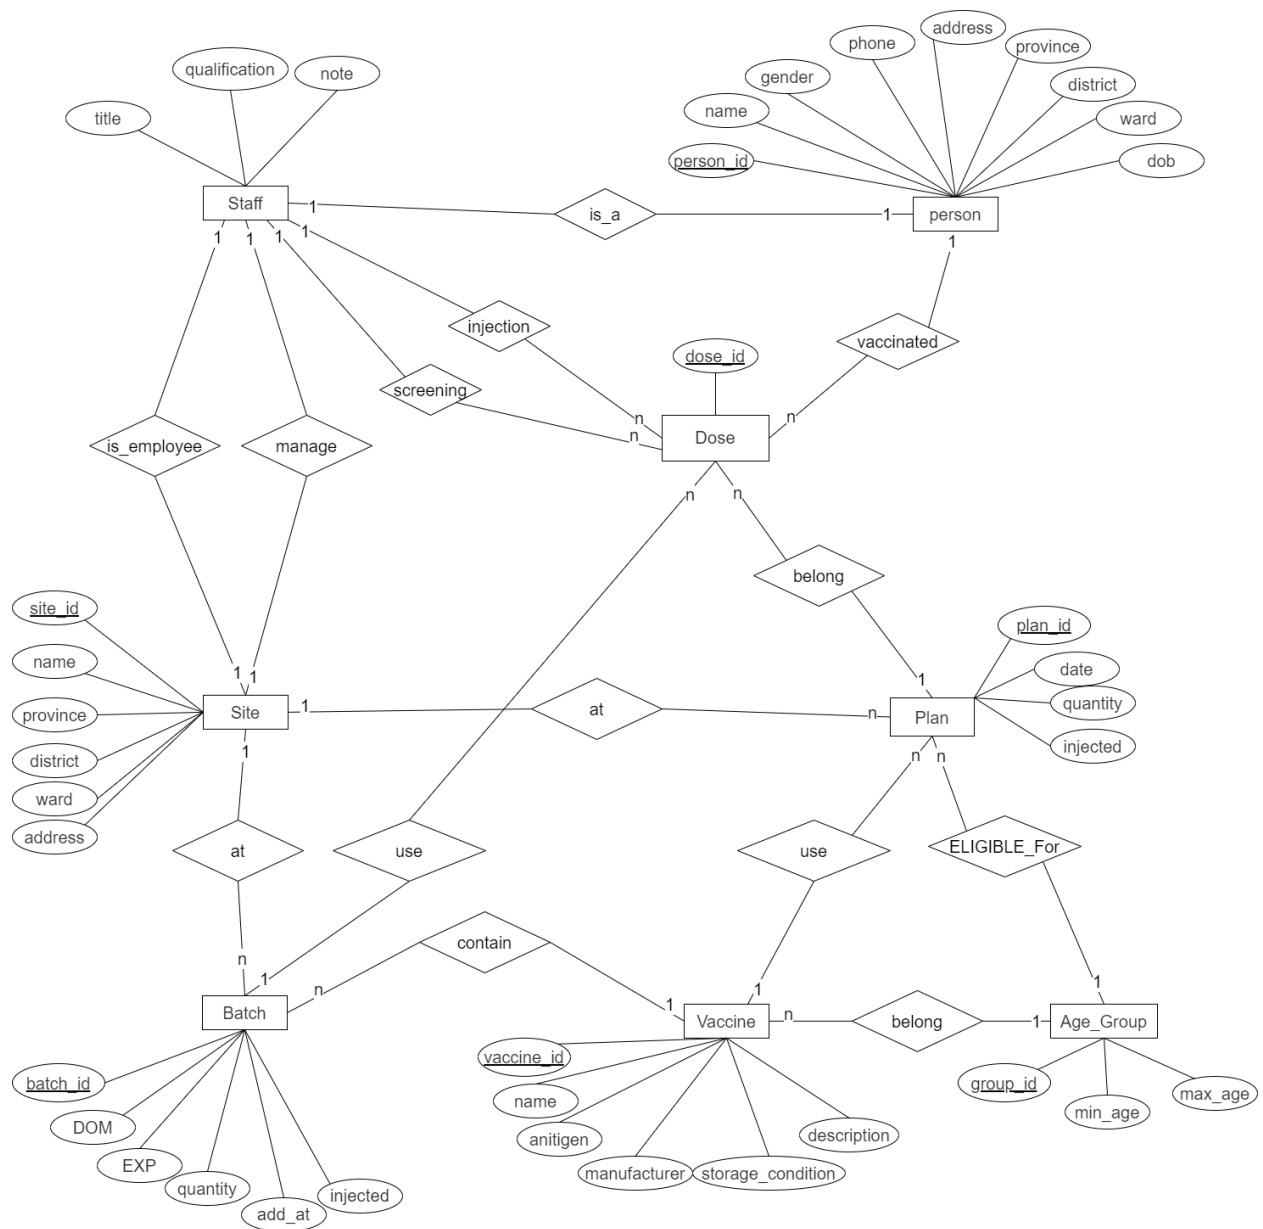 address
phone
province
qualification
note
gender
district
title
name
ward
person_id
dob
Staff
1
is_a
1
person
1
1
1
1
1
injection
vaccinated
dose_id
screening
n
n
n
Dose
is_employee
manage
n
n
belong
site_id
plan_id
name
1
1
1
date
province
Site
1
at
n
Plan
quantity
district
1
n
n
injected
ward
address
at
use
use
ELIGIBLE_For
contain
n
1
n
1
1
1
Batch
Vaccine
n
belong
1
Age_Group
batch_id
vaccine_id
group_id
max_age
name
min_age
DOM
anitigen
description
EXP
manufacturer
storage_condition
quantity
injected
add_at